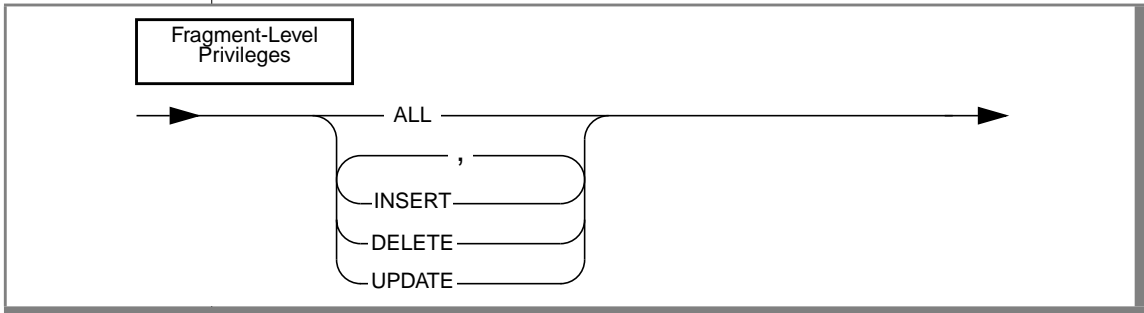 Fragment-Level
Privileges
ALL
,
INSERT
DELETE
UPDATE